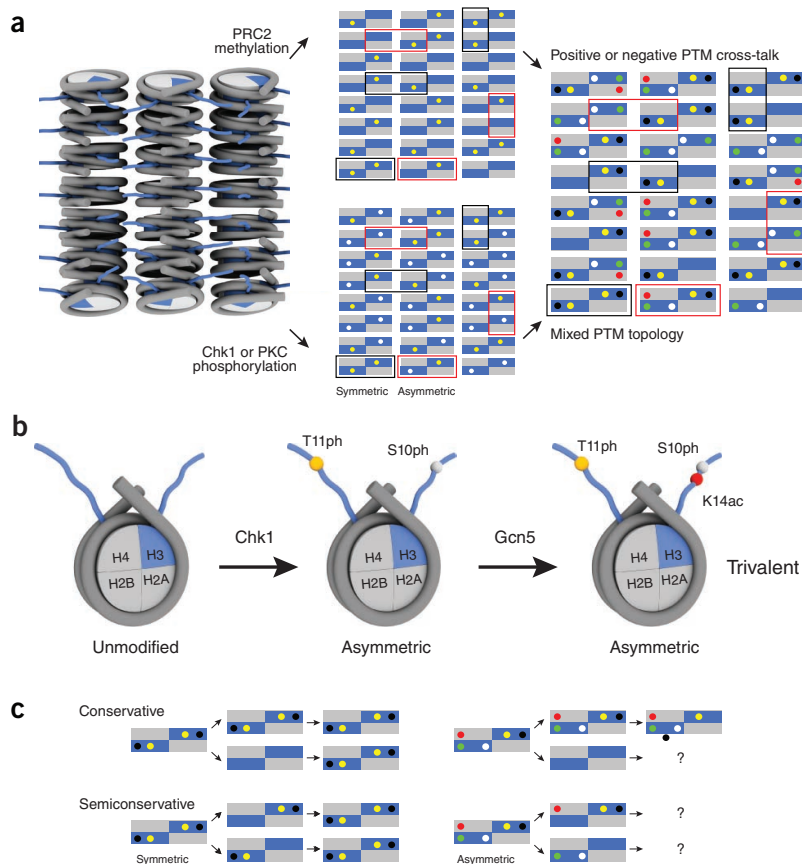 a
PRC2
methylation
Positive or negative PTM cross-talk
Chk1 or PKC
phosphorylation
Mixed PTM topology
Symmetric Asymmetric
b
T11ph
S10ph
T11ph
S10ph
K14ac
Chk1
Gcn5
H4 H3
H2B H2A
H4 H3
H2B H2A
H4 H3
H2B H2A
Trivalent
Unmodified
Asymmetric
Asymmetric
c
Conservative
?
Semiconservative
?
?
Symmetric
Asymmetric